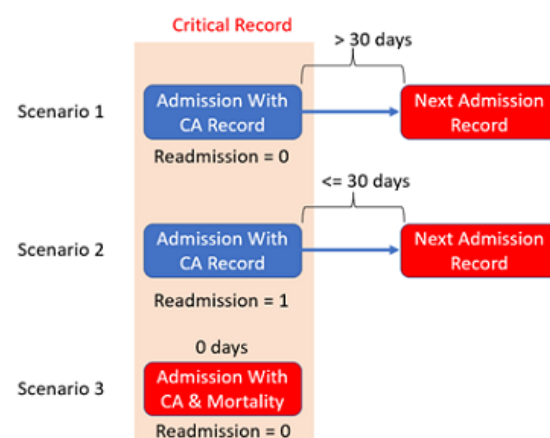 Critical Record
> 30 days
Scenario 1
Admission With
CA Record
Next Admission
Record
Readmission = 0
<= 30 days
Scenario 2
Admission With
CA Record
Next Admission
Record
Readmission = 1
0 days
Scenario 3
Admission With
CA & Mortality
Readmission = 0